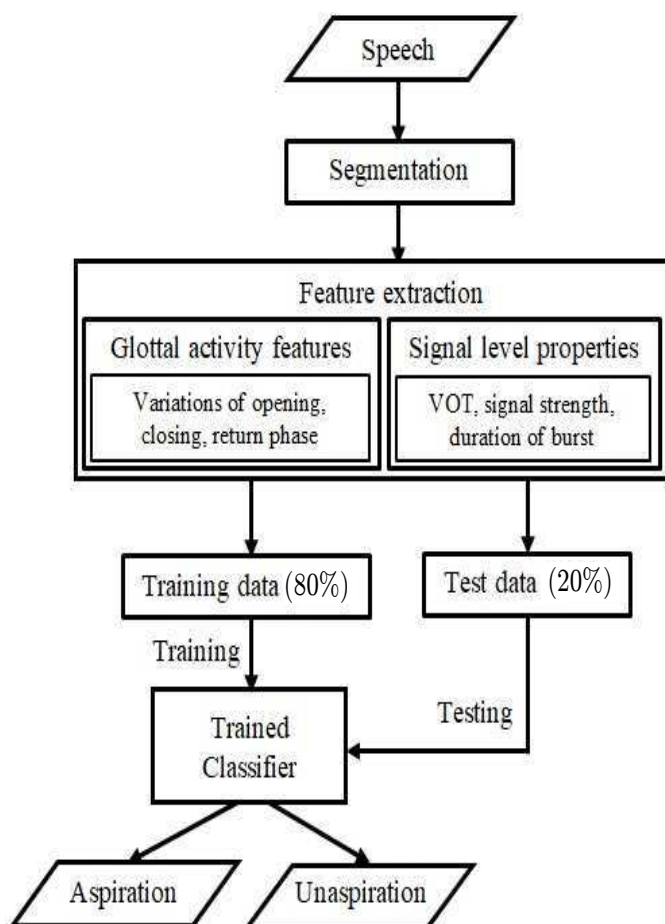 Speech
Segmentation
Feature extraction
Glottal activity features
Variations of opening,
closing, return phase
Signal level properties
VOT, signal strength,
duration of burst
Training data (80%)
Test data (20%)
Training
Testing
Trained
Classifier
Aspiration
Unaspiration